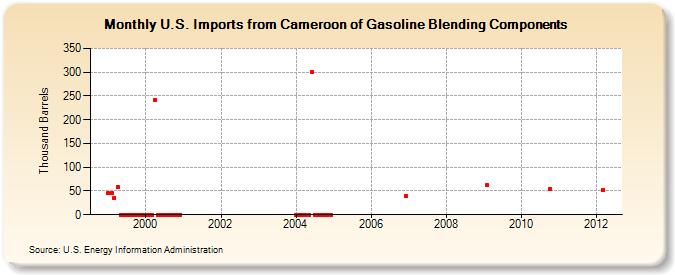 Monthly U.S. Imports from Cameroon of Gasoline Blending Components
Thousand Barrels
350
300
250
200
150
100
50
0
2000 2002 2004 2006 2008 2010 2012
Source: U.S. Energy Information Administration